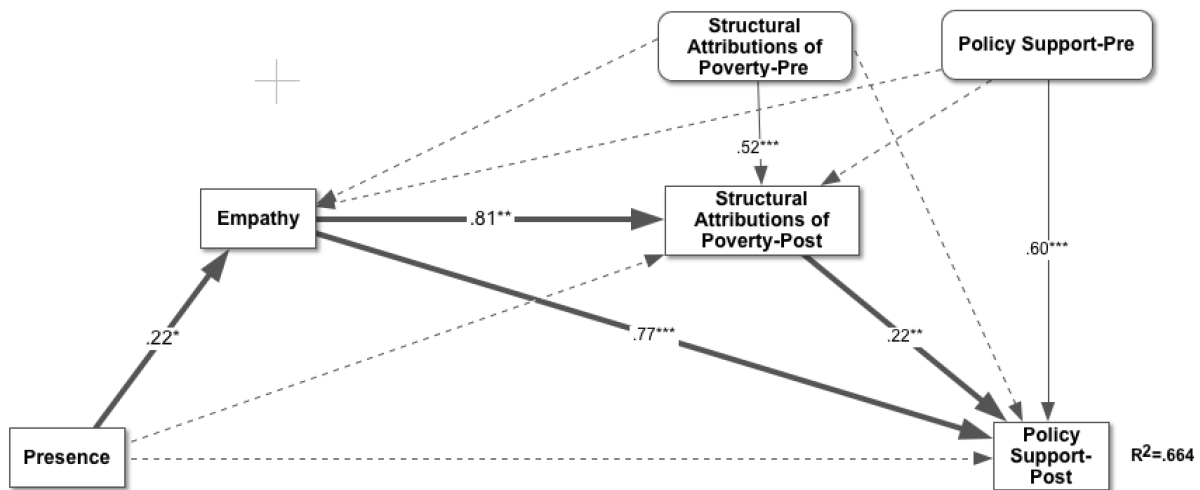 Structural
Attributions of
Poverty-Pre
Policy Support-Pre
.52***
Empathy
.81**
Structural
Attributions of
Poverty-Post
.60***
.22*
.77***
.22**
Presence
Policy
Support-
Post
R2=.664